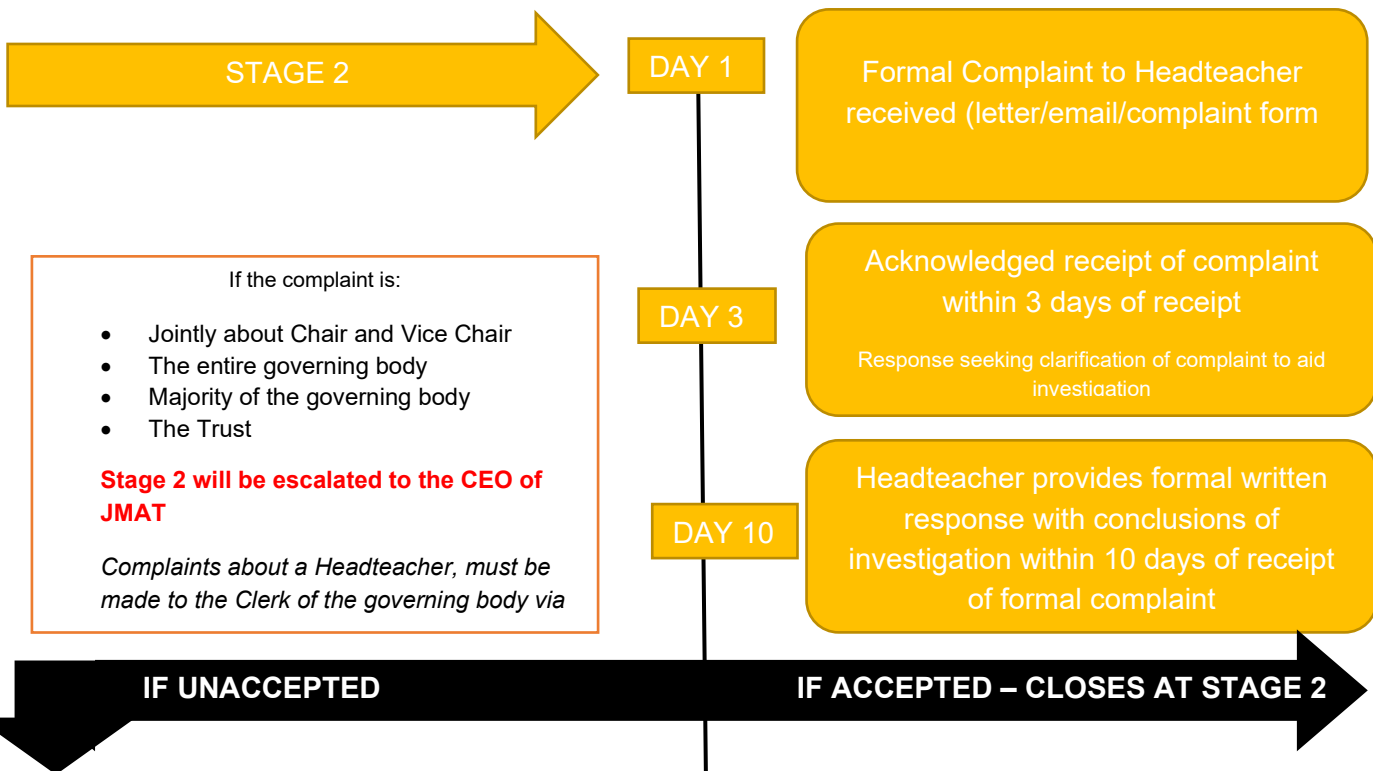 STAGE 2
DAY 1
Formal Complaint to Headteacher
received (letter/email/complaint form
If the complaint is:
• Jointly about Chair and Vice Chair
• The entire governing body
• Majority of the governing body
• The Trust
Stage 2 will be escalated to the CEO of
JMAT
Complaints about a Headteacher, must be
made to the Clerk of the governing body via
DAY 3
Acknowledged receipt of complaint
within 3 days of receipt
Response seeking clarification of complaint to aid
investigation
DAY 10
Headteacher provides formal written
response with conclusions of
investigation within 10 days of receipt
of formal complaint
IF UNACCEPTED
IF ACCEPTED – CLOSES AT STAGE 2